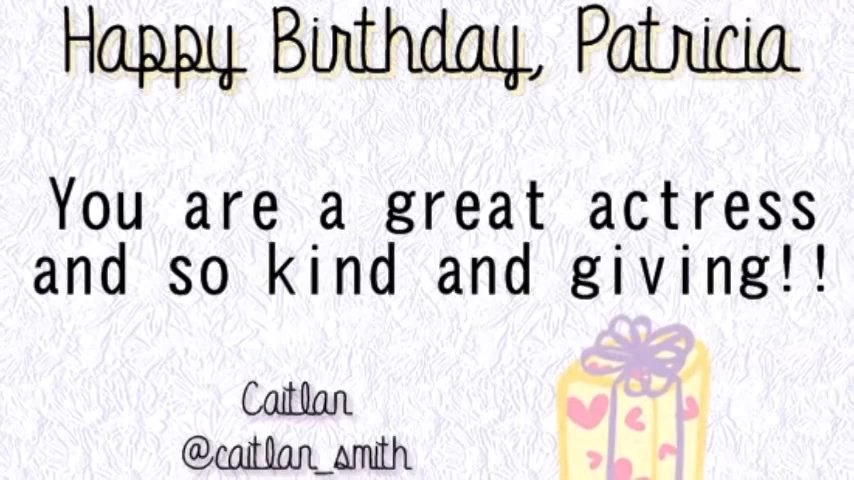 Happy Birthday, Patricia
You are a great actress
and so kind and giving!!
Caitlan
@caitlan_smith